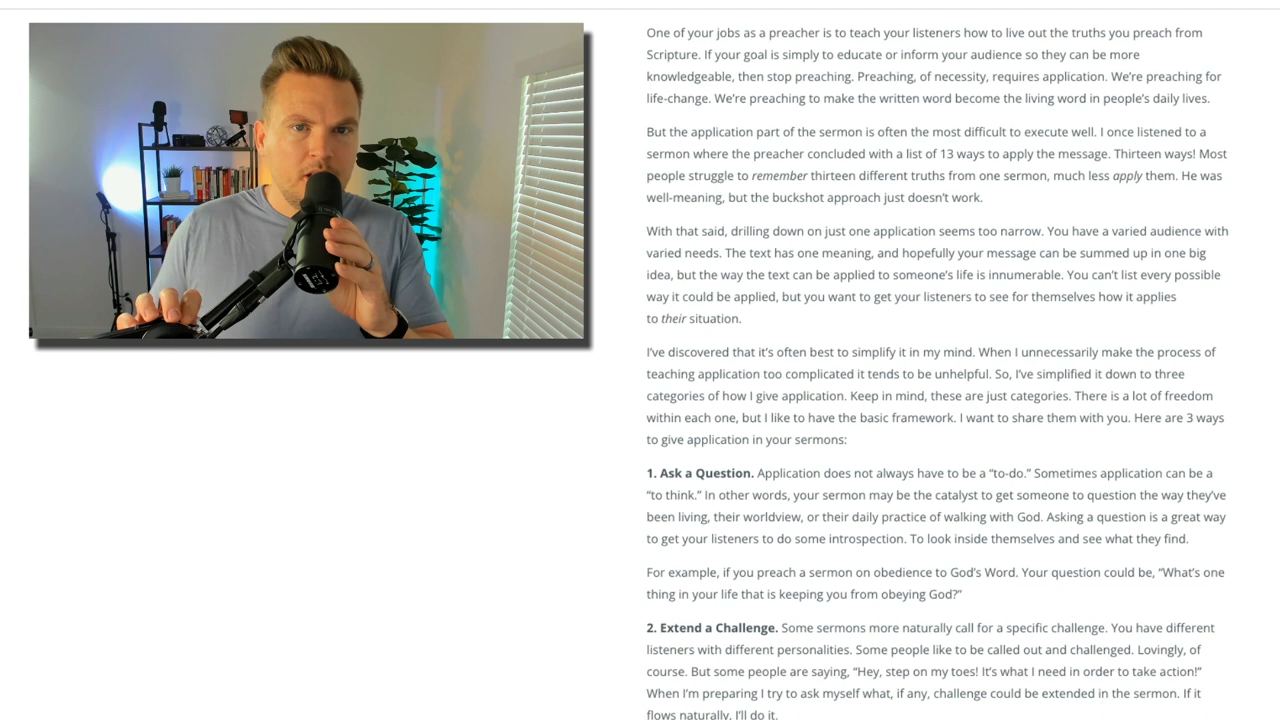 One of your jobs as a preacher is to teach your listeners how to live out the truths you preach from
Scripture. If your goal is simply to educate or inform your audience so they can be more
knowledgeable, then stop preaching. Preaching, of necessity, requires application. We’re preaching for
life-change. We’re preaching to make the written word become the living word in people’s daily lives.
But the application part of the sermon is often the most difficult to execute well. I once listened to a
sermon where the preacher concluded with a list of 13 ways to apply the message. Thirteen ways! Most
people struggle to remember thirteen different truths from one sermon, much less apply them. He was
well-meaning, but the buckshot approach just doesn’t work.
With that said, drilling down on just one application seems too narrow. You have a varied audience with
varied needs. The text has one meaning, and hopefully your message can be summed up in one big
idea, but the way the text can be applied to someone’s life is innumerable. You can’t list every possible
way it could be applied, but you want to get your listeners to see for themselves how it applies
to their situation.
I’ve discovered that it’s often best to simplify it in my mind. When I unnecessarily make the process of
teaching application too complicated it tends to be unhelpful. So, I’ve simplified it down to three
categories of how I give application. Keep in mind, these are just categories. There is a lot of freedom
within each one, but I like to have the basic framework. I want to share them with you. Here are 3 ways
to give application in your sermons:
1. Ask a Question. Application does not always have to be a “to-do.” Sometimes application can be a
“to think.” In other words, your sermon may be the catalyst to get someone to question the way they’ve
been living, their worldview, or their daily practice of walking with God. Asking a question is a great way
to get your listeners to do some introspection. To look inside themselves and see what they find.
For example, if you preach a sermon on obedience to God’s Word. Your question could be, “What’s one
thing in your life that is keeping you from obeying God?”
2. Extend a Challenge. Some sermons more naturally call for a specific challenge. You have different
listeners with different personalities. Some people like to be called out and challenged. Lovingly, of
course. But some people are saying, “Hey, step on my toes! It’s what I need in order to take action!”
When I’m preparing I try to ask myself what, if any, challenge could be extended in the sermon. If it
flows naturally, I’ll do it.